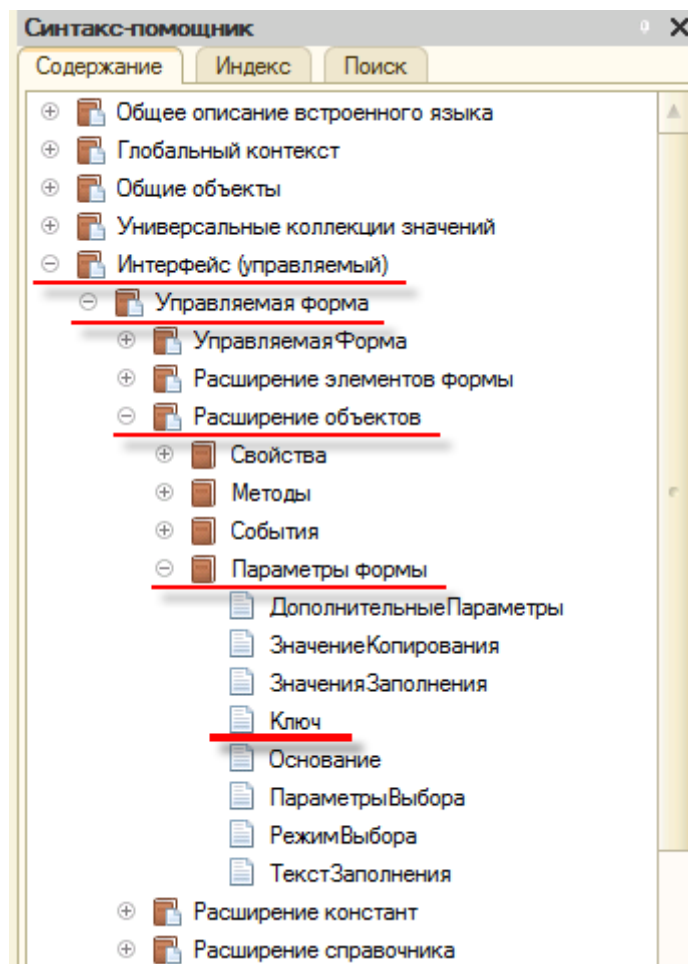 Синтакс-помощник
Содержание Индекс Поиск
Общее описание встроенного языка
Глобальный контекст
Общие объекты
Универсальные коллекции значений
Интерфейс (управляемый)
Управляемая форма
УправляемаяФорма
Расширение элементов формы
Расширение объектов
Свойства
Методы
События
Параметры формы
ДополнительныеПараметры
ЗначениеКопирования
ЗначенияЗаполнения
Ключ
Основание
ПараметрыВыбора
РежимВыбора
ТекстЗаполнения
Расширение констант
Расширение справочника